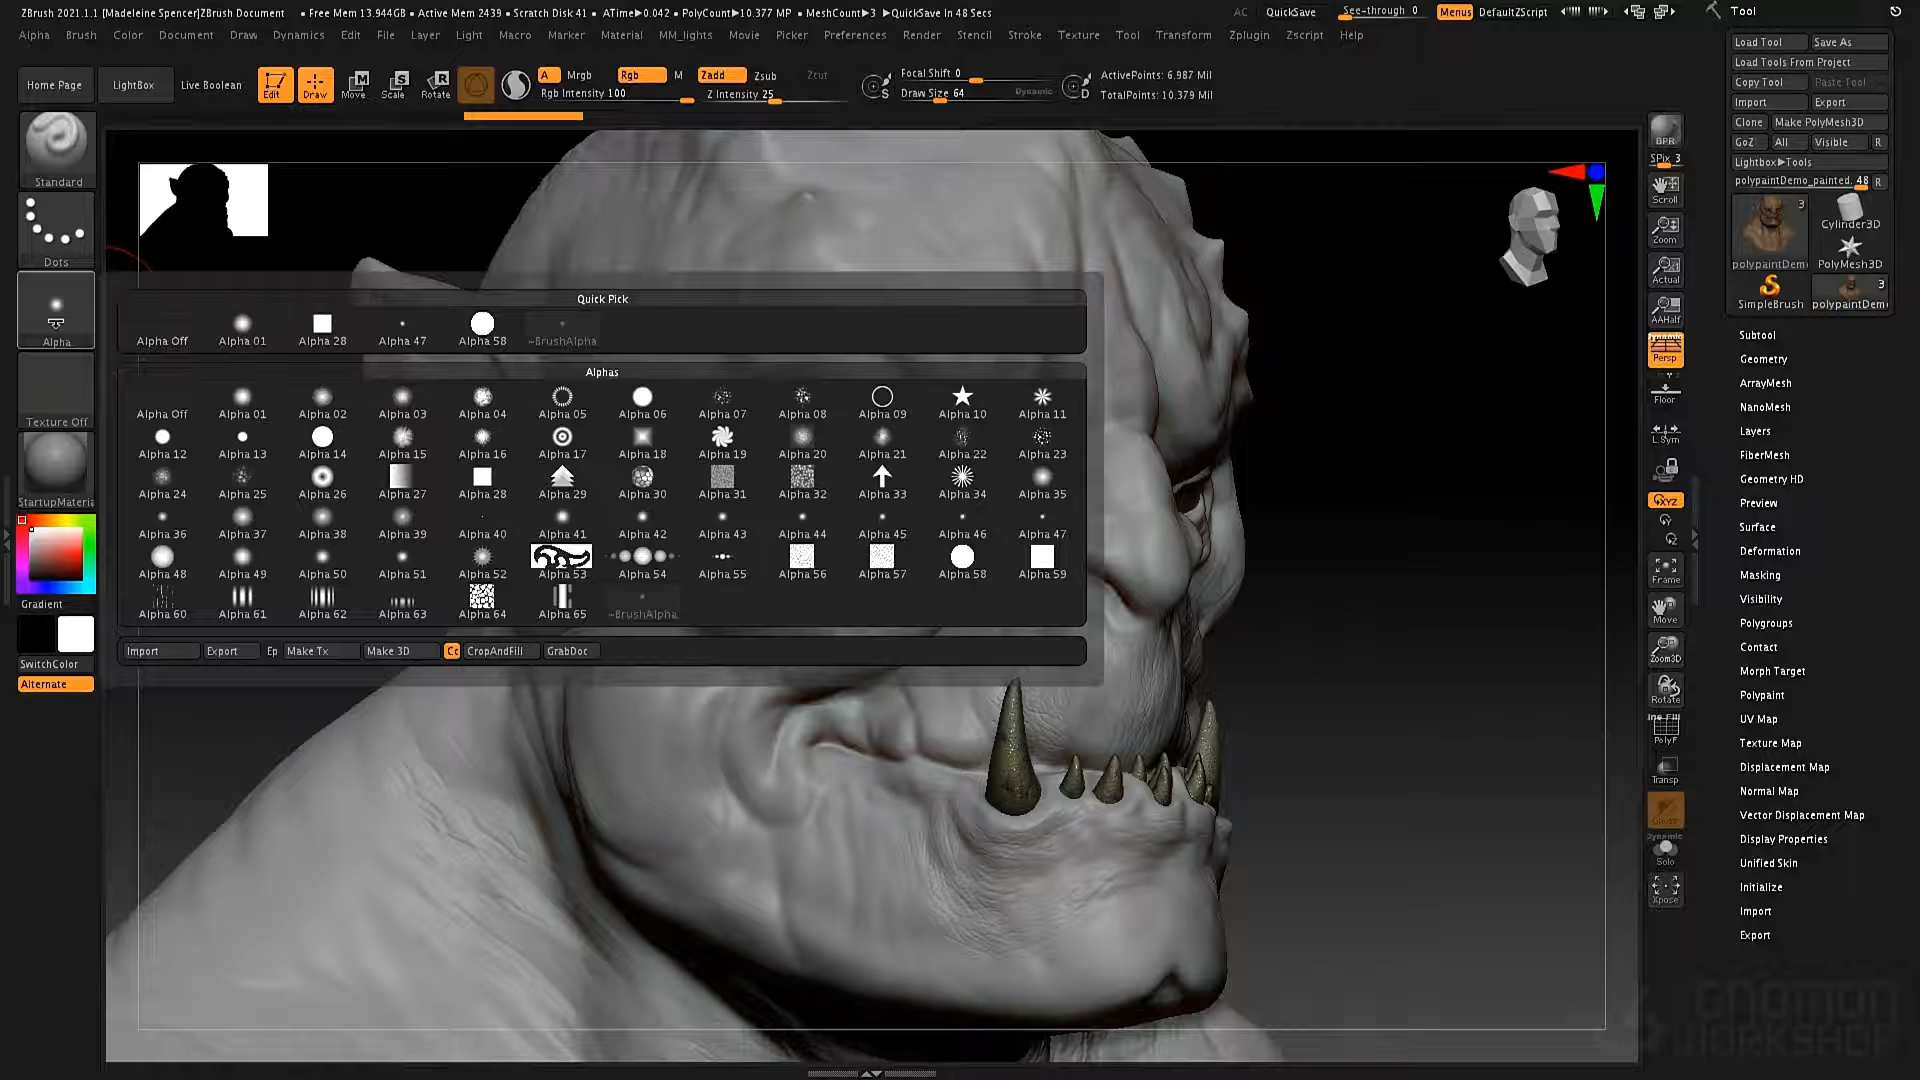 ZBrush 2021.1.1 [Madeleine Spencer]ZBrush Document • Free Mem 13.944GB • Active Mem 2439 • Scratch Disk 41 • ATime▶0.042 • PolyCount▶10.377 MP • MeshCount▶3 ▶QuickSave In 48 Secs AC QuickSave See-through 0 Menus DefaultZScript
Alpha Brush Color Document Draw Dynamics Edit File Layer Light Macro Marker Material MM_lights Movie Picker Preferences Render Stencil Stroke Texture Tool Transform Zplugin Zscript Help
Home Page LightBox Live Boolean Edit Draw Move Scale Rotate
A Mrgb Rgb M Zadd Zsub Zcut
Rgb Intensity 100 Z Intensity 25
Focal Shift 0
Draw Size 64 Dynamic
S
D
ActivePoints: 6.987 Mil
TotalPoints: 10.379 Mil
Standard
Dots
Alpha
Texture Off
StartupMateria
Gradient
SwitchColor
Alternate
Quick Pick
Alpha Off Alpha 01 Alpha 28 Alpha 47 Alpha 58 ~BrushAlpha
Alphas
Alpha Off Alpha 01 Alpha 02 Alpha 03 Alpha 04 Alpha 05 Alpha 06 Alpha 07 Alpha 08 Alpha 09 Alpha 10 Alpha 11
Alpha 12 Alpha 13 Alpha 14 Alpha 15 Alpha 16 Alpha 17 Alpha 18 Alpha 19 Alpha 20 Alpha 21 Alpha 22 Alpha 23
Alpha 24 Alpha 25 Alpha 26 Alpha 27 Alpha 28 Alpha 29 Alpha 30 Alpha 31 Alpha 32 Alpha 33 Alpha 34 Alpha 35
Alpha 36 Alpha 37 Alpha 38 Alpha 39 Alpha 40 Alpha 41 Alpha 42 Alpha 43 Alpha 44 Alpha 45 Alpha 46 Alpha 47
Alpha 48 Alpha 49 Alpha 50 Alpha 51 Alpha 52 Alpha 53 Alpha 54 Alpha 55 Alpha 56 Alpha 57 Alpha 58 Alpha 59
Alpha 60 Alpha 61 Alpha 62 Alpha 63 Alpha 64 Alpha 65 ~BrushAlpha
Import Export Ep Make Tx Make 3D Cc CropAndFill GrabDoc
BPR
SPix 3
Scroll
Zoom
Actual
AAHalf
Dynamic
Persp
Floor
L.Sym
XYZ
Frame
Move
Zoom3D
Rotate
Line Fill
PolyF
Transp
Ghost
Dynamic
Solo
Xpose
Tool
Load Tool Save As
Load Tools From Project
Copy Tool Paste Tool
Import Export
Clone Make PolyMesh3D
GoZ All Visible R
Lightbox▶Tools
polypaintDemo_painted. 48 R
3
Cylinder3D
polypaintDem PolyMesh3D
3
SimpleBrush polypaintDem
Subtool
Geometry
ArrayMesh
NanoMesh
Layers
FiberMesh
Geometry HD
Preview
Surface
Deformation
Masking
Visibility
Polygroups
Contact
Morph Target
Polypaint
UV Map
Texture Map
Displacement Map
Normal Map
Vector Displacement Map
Display Properties
Unified Skin
Initialize
Import
Export
GNOMON
WORKSHOP